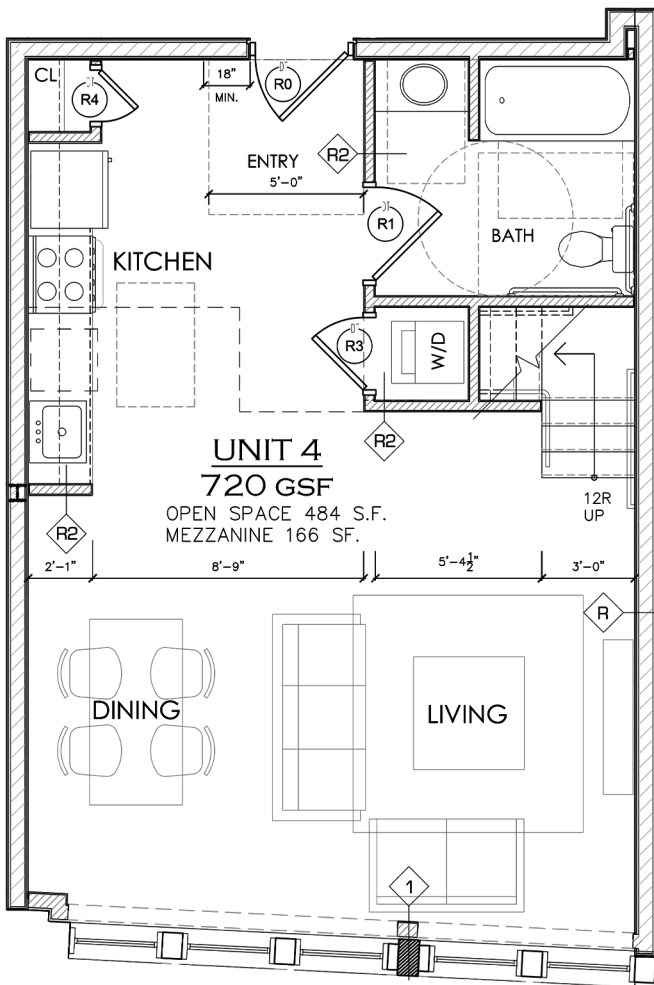 CL
R4
18"
MIN.
R0
ENTRY
5'-0"
R2
R1
BATH
KITCHEN
R3
W/D
R2
UNIT 4
720 GSF
OPEN SPACE 484 S.F.
MEZZANINE 166 SF.
12R
UP
R2
2'-1"
8'-9"
5'-4½"
3'-0"
R
DINING
LIVING
1